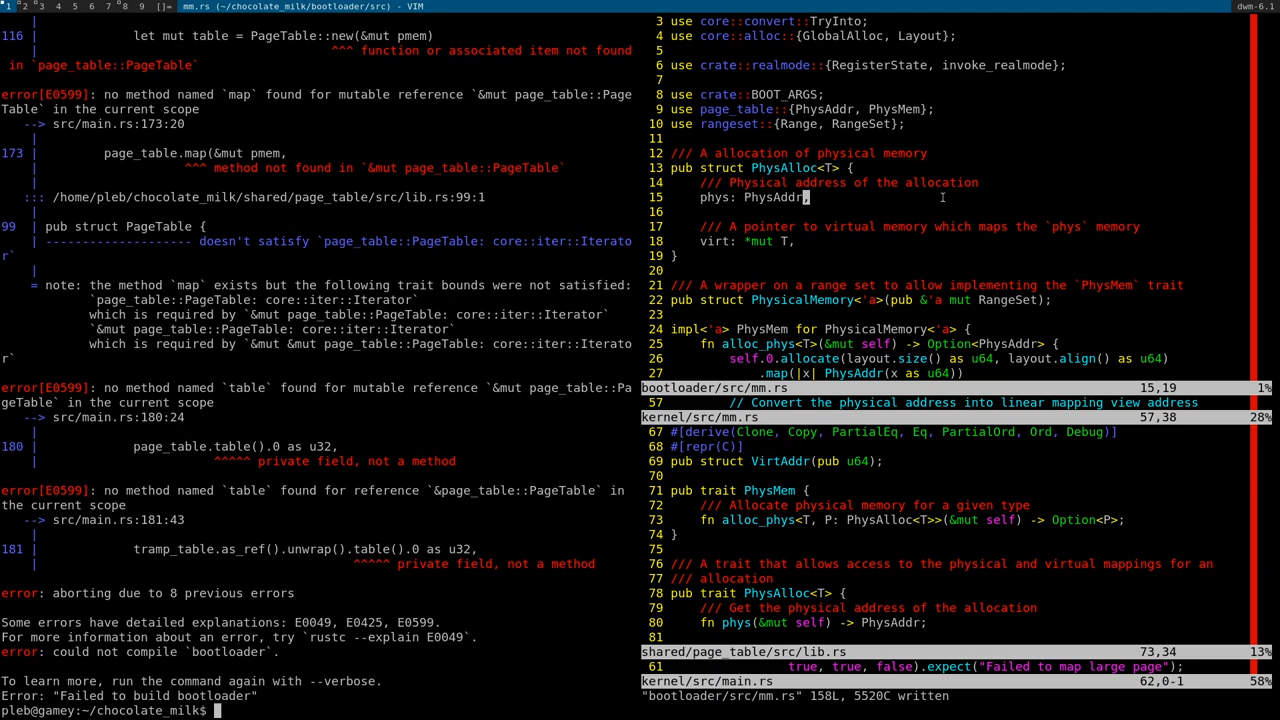 1 2 3 4 5 6 7 8 9 []= mm.rs (~/chocolate_milk/bootloader/src) - VIM dwm-6.1
116 |             let mut table = PageTable::new(&mut pmem)
    |                                        ^^^ function or associated item not found
 in `page_table::PageTable`
error[E0599]: no method named `map` found for mutable reference `&mut page_table::Page
Table` in the current scope
   --> src/main.rs:173:20
    |
173 |         page_table.map(&mut pmem,
    |                    ^^^ method not found in `&mut page_table::PageTable`
    |
   ::: /home/pleb/chocolate_milk/shared/page_table/src/lib.rs:99:1
    |
99  | pub struct PageTable {
    | -------------------- doesn't satisfy `page_table::PageTable: core::iter::Iterato
r`
    |
    = note: the method `map` exists but the following trait bounds were not satisfied:
            `page_table::PageTable: core::iter::Iterator`
            which is required by `&mut page_table::PageTable: core::iter::Iterator`
            `&mut page_table::PageTable: core::iter::Iterator`
            which is required by `&mut &mut page_table::PageTable: core::iter::Iterato
r`
error[E0599]: no method named `table` found for mutable reference `&mut page_table::Pa
geTable` in the current scope
   --> src/main.rs:180:24
    |
180 |             page_table.table().0 as u32,
    |                        ^^^^^ private field, not a method
error[E0599]: no method named `table` found for reference `&page_table::PageTable` in
the current scope
   --> src/main.rs:181:43
    |
181 |             tramp_table.as_ref().unwrap().table().0 as u32,
    |                                           ^^^^^ private field, not a method
error: aborting due to 8 previous errors
Some errors have detailed explanations: E0049, E0425, E0599.
For more information about an error, try `rustc --explain E0049`.
error: could not compile `bootloader`.
To learn more, run the command again with --verbose.
Error: "Failed to build bootloader"
pleb@gamey:~/chocolate_milk$
3 use core::convert::TryInto;
4 use core::alloc::{GlobalAlloc, Layout};
5
6 use crate::realmode::{RegisterState, invoke_realmode};
7
8 use crate::BOOT_ARGS;
9 use page_table::{PhysAddr, PhysMem};
10 use rangeset::{Range, RangeSet};
11
12 /// A allocation of physical memory
13 pub struct PhysAlloc<T> {
14     /// Physical address of the allocation
15     phys: PhysAddr,
16
17     /// A pointer to virtual memory which maps the `phys` memory
18     virt: *mut T,
19 }
20
21 /// A wrapper on a range set to allow implementing the `PhysMem` trait
22 pub struct PhysicalMemory<'a>(pub &'a mut RangeSet);
23
24 impl<'a> PhysMem for PhysicalMemory<'a> {
25     fn alloc_phys<T>(&mut self) -> Option<PhysAddr> {
26         self.0.allocate(layout.size() as u64, layout.align() as u64)
27             .map(|x| PhysAddr(x as u64))
bootloader/src/mm.rs 15,19 1%
57         // Convert the physical address into linear mapping view address
kernel/src/mm.rs 57,38 28%
67 #[derive(Clone, Copy, PartialEq, Eq, PartialOrd, Ord, Debug)]
68 #[repr(C)]
69 pub struct VirtAddr(pub u64);
70
71 pub trait PhysMem {
72     /// Allocate physical memory for a given type
73     fn alloc_phys<T, P: PhysAlloc<T>>(&mut self) -> Option<P>;
74 }
75
76 /// A trait that allows access to the physical and virtual mappings for an
77 /// allocation
78 pub trait PhysAlloc<T> {
79     /// Get the physical address of the allocation
80     fn phys(&mut self) -> PhysAddr;
81
shared/page_table/src/lib.rs 73,34 13%
61                 true, true, false).expect("Failed to map large page");
kernel/src/main.rs 62,0-1 58%
"bootloader/src/mm.rs" 158L, 5520C written